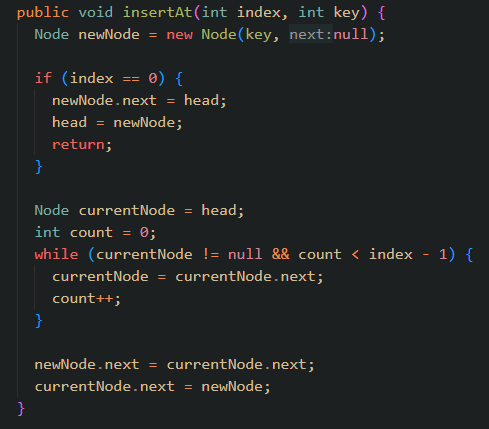 public void insertAt(int index, int key) {
  Node newNode = new Node(key, next:null);

  if (index == 0) {
    newNode.next = head;
    head = newNode;
    return;
  }

  Node currentNode = head;
  int count = 0;
  while (currentNode != null && count < index - 1) {
    currentNode = currentNode.next;
    count++;
  }

  newNode.next = currentNode.next;
  currentNode.next = newNode;
}